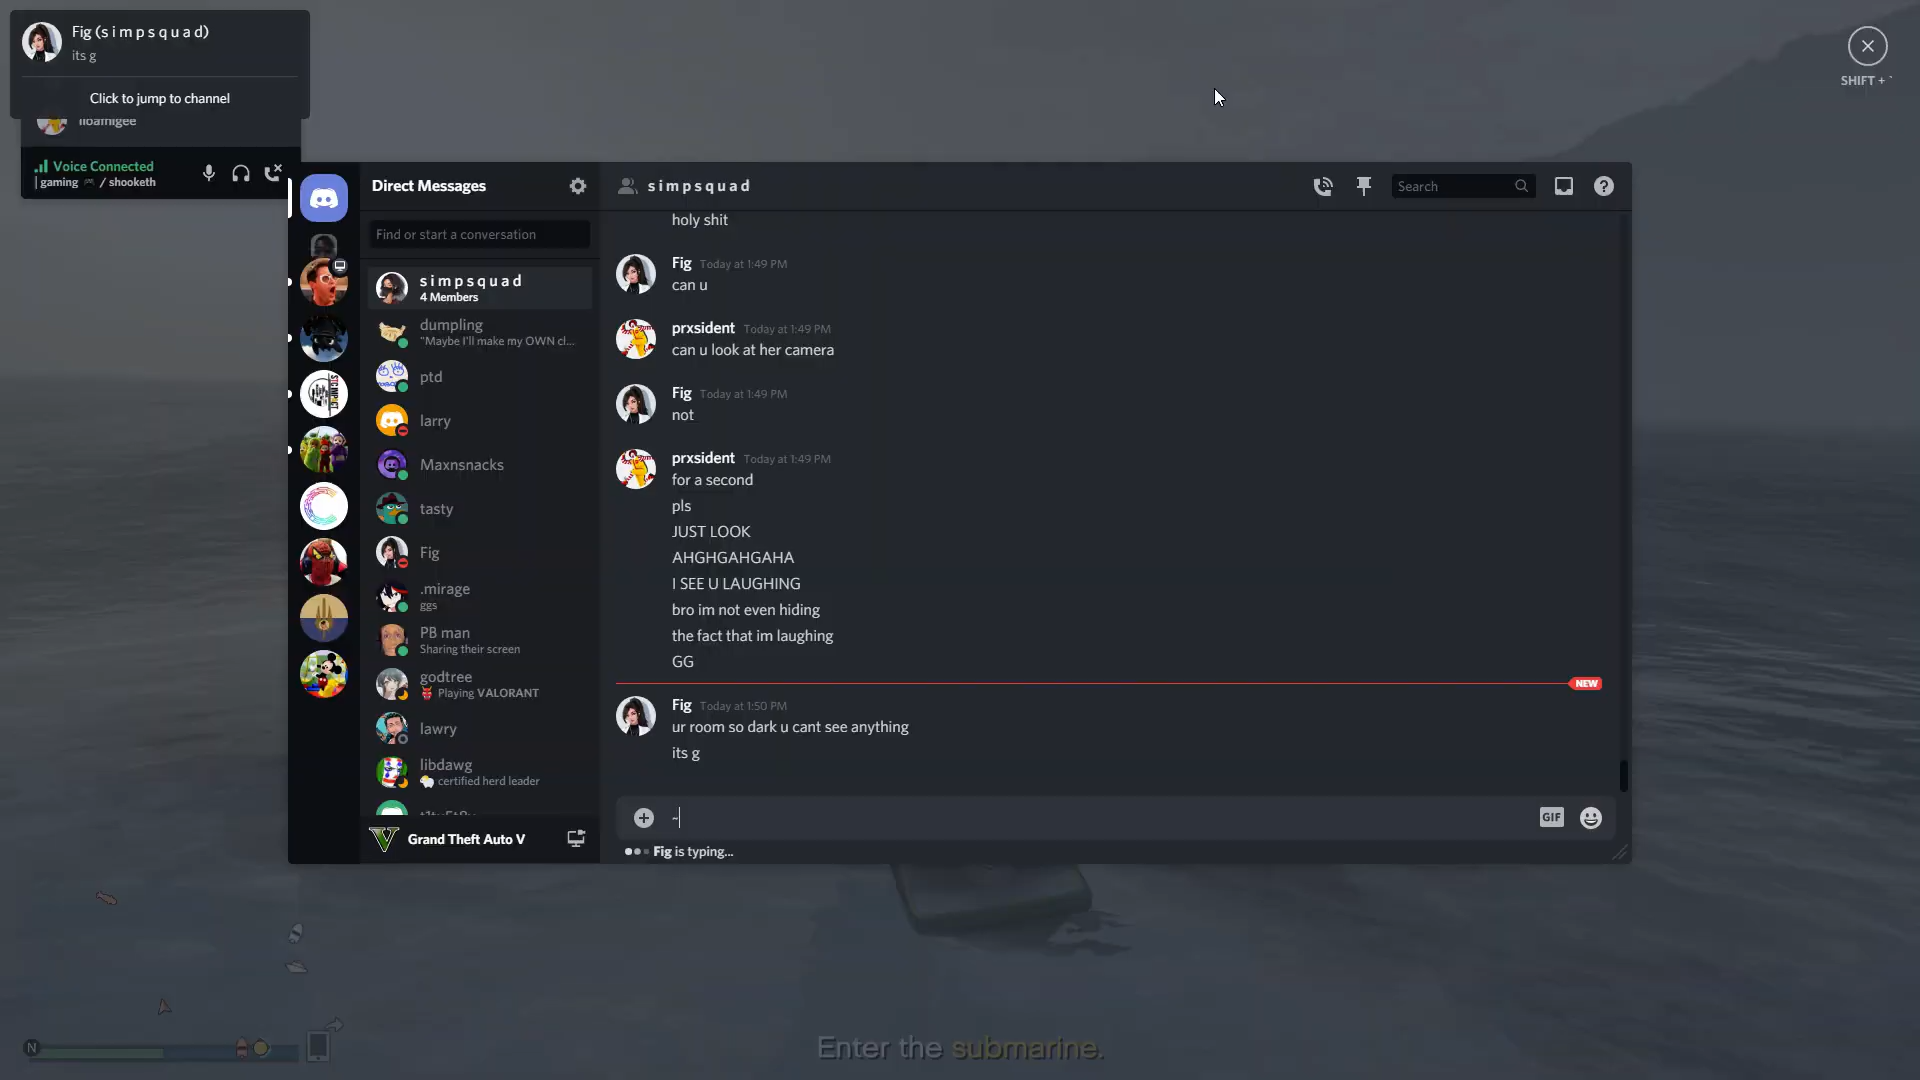 Fig (s i m p s q u a d)
its g
Click to jump to channel
Voice Connected
gaming / shooketh
SHIFT + `
Direct Messages
Find or start a conversation
s i m p s q u a d
4 Members
dumpling
"Maybe I'll make my OWN cl...
ptd
larry
Maxnsnacks
tasty
Fig
.mirage
ggs
PB man
Sharing their screen
godtree
Playing VALORANT
lawry
libdawg
certified herd leader
Grand Theft Auto V
s i m p s q u a d
Search
holy shit
Fig Today at 1:49 PM
can u
prxsident Today at 1:49 PM
can u look at her camera
Fig Today at 1:49 PM
not
prxsident Today at 1:49 PM
for a second
pls
JUST LOOK
AHGHGAHGAHA
I SEE U LAUGHING
bro im not even hiding
the fact that im laughing
GG
NEW
Fig Today at 1:50 PM
ur room so dark u cant see anything
its g
~
GIF
Fig is typing...
N
Enter the submarine.